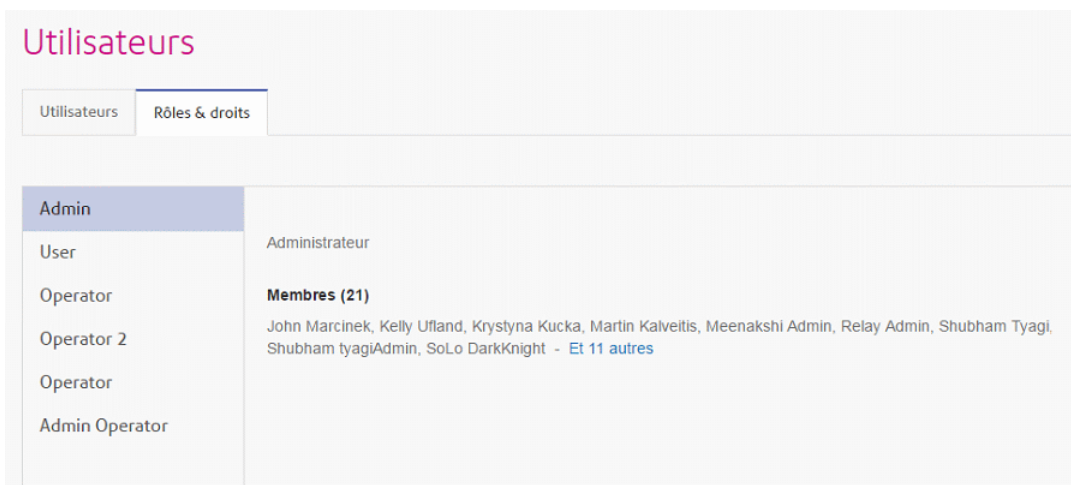 Utilisateurs
Utilisateurs
Rôles & droits
Admin
User
Operator
Operator 2
Operator
Admin Operator
Administrateur
Membres (21)
John Marcinek, Kelly Ufland, Krystyna Kucka, Martin Kalveitis, Meenakshi Admin, Relay Admin, Shubham Tyagi,
Shubham tyagiAdmin, SoLo DarkKnight - Et 11 autres